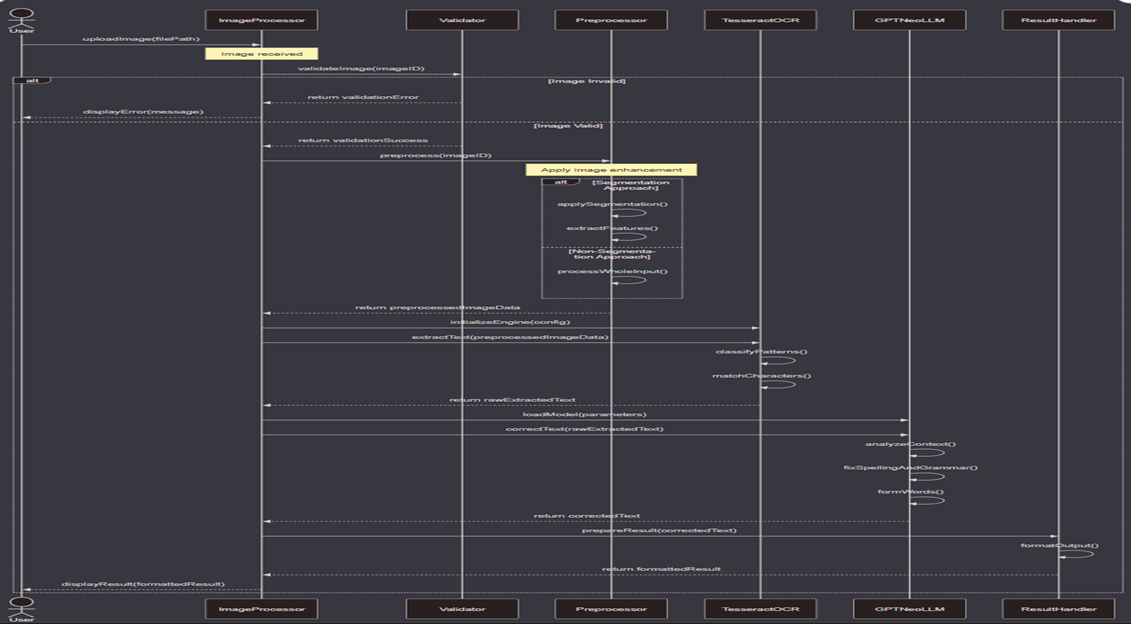 User
ImageProcessor
Validator
Preprocessor
TesseractOCR
GPTNeoLLM
ResultHandler
uploadImage(filePath)
Image received
validateImage(imageID)
alt
[Image Invalid]
return validationError
displayError(message)
[Image Valid]
return validationSuccess
preprocess(imageID)
Apply image enhancement
alt
[Segmentation
Approach]
applySegmentation()
extractFeatures()
[Non-Segmenta-
tion Approach]
processWholeInput()
return preprocessedImageData
initializeEngine(config)
extractText(preprocessedImageData)
classifyPatterns()
matchCharacters()
return rawExtractedText
loadModel(parameters)
correctText(rawExtractedText)
analyzeContext()
fixSpellingAndGrammar()
formWords()
return correctedText
prepareResult(correctedText)
formatOutput()
return formattedResult
displayResult(formattedResult)
User
ImageProcessor
Validator
Preprocessor
TesseractOCR
GPTNeoLLM
ResultHandler